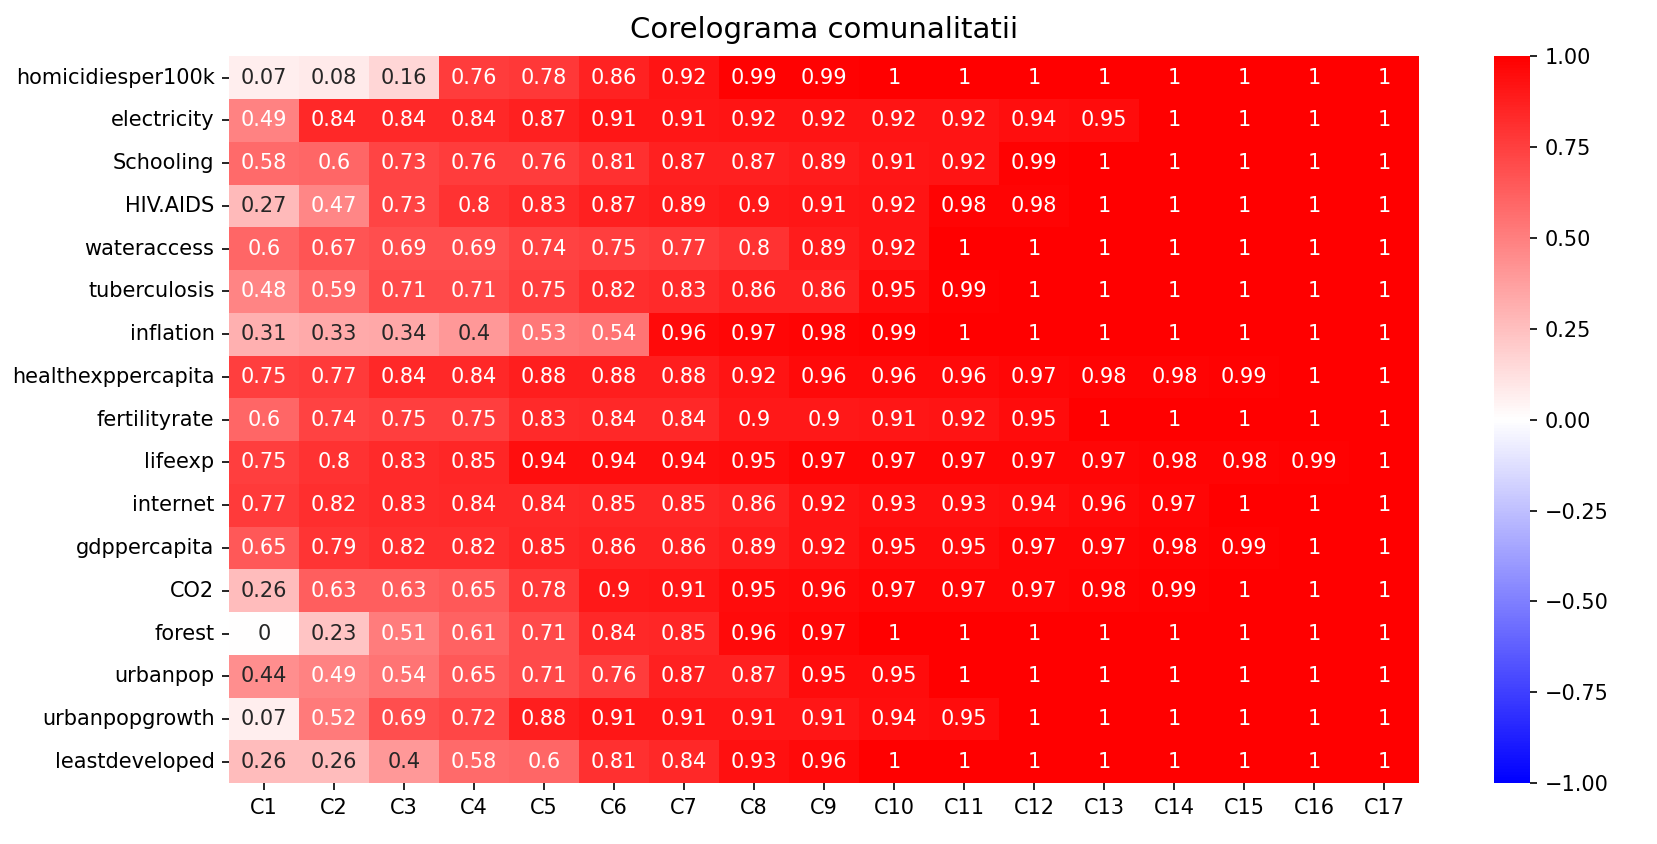 Corelograma comunalitatii
homicidiesper100k 0.07 0.08 0.16 0.76 0.78 0.86 0.92 0.99 0.99 1 1 1 1 1 1 1 1
electricity 0.49 0.84 0.84 0.84 0.87 0.91 0.91 0.92 0.92 0.92 0.92 0.94 0.95 1 1 1 1
Schooling 0.58 0.6 0.73 0.76 0.76 0.81 0.87 0.87 0.89 0.91 0.92 0.99 1 1 1 1 1
HIV.AIDS 0.27 0.47 0.73 0.8 0.83 0.87 0.89 0.9 0.91 0.92 0.98 0.98 1 1 1 1 1
wateraccess 0.6 0.67 0.69 0.69 0.74 0.75 0.77 0.8 0.89 0.92 1 1 1 1 1 1 1
tuberculosis 0.48 0.59 0.71 0.71 0.75 0.82 0.83 0.86 0.86 0.95 0.99 1 1 1 1 1 1
inflation 0.31 0.33 0.34 0.4 0.53 0.54 0.96 0.97 0.98 0.99 1 1 1 1 1 1 1
healthexppercapita 0.75 0.77 0.84 0.84 0.88 0.88 0.88 0.92 0.96 0.96 0.96 0.97 0.98 0.98 0.99 1 1
fertilityrate 0.6 0.74 0.75 0.75 0.83 0.84 0.84 0.9 0.9 0.91 0.92 0.95 1 1 1 1 1
lifeexp 0.75 0.8 0.83 0.85 0.94 0.94 0.94 0.95 0.97 0.97 0.97 0.97 0.97 0.98 0.98 0.99 1
internet 0.77 0.82 0.83 0.84 0.84 0.85 0.85 0.86 0.92 0.93 0.93 0.94 0.96 0.97 1 1 1
gdppercapita 0.65 0.79 0.82 0.82 0.85 0.86 0.86 0.89 0.92 0.95 0.95 0.97 0.97 0.98 0.99 1 1
CO2 0.26 0.63 0.63 0.65 0.78 0.9 0.91 0.95 0.96 0.97 0.97 0.97 0.98 0.99 1 1 1
forest 0 0.23 0.51 0.61 0.71 0.84 0.85 0.96 0.97 1 1 1 1 1 1 1 1
urbanpop 0.44 0.49 0.54 0.65 0.71 0.76 0.87 0.87 0.95 0.95 1 1 1 1 1 1 1
urbanpopgrowth 0.07 0.52 0.69 0.72 0.88 0.91 0.91 0.91 0.91 0.94 0.95 1 1 1 1 1 1
leastdeveloped 0.26 0.26 0.4 0.58 0.6 0.81 0.84 0.93 0.96 1 1 1 1 1 1 1 1
C1 C2 C3 C4 C5 C6 C7 C8 C9 C10 C11 C12 C13 C14 C15 C16 C17
1.00
0.75
0.50
0.25
0.00
−0.25
−0.50
−0.75
−1.00